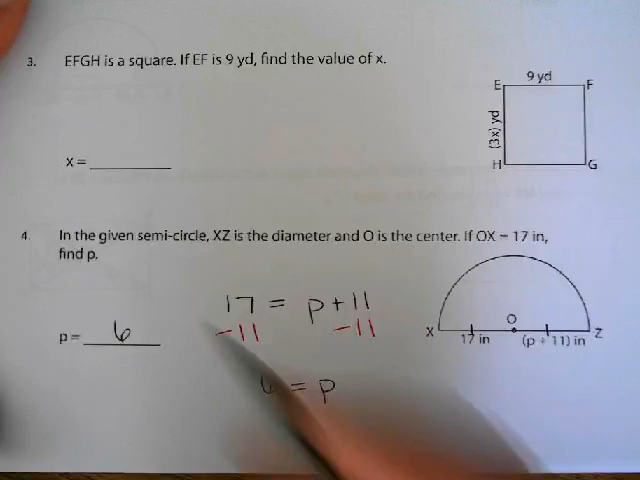 3. EFGH is a square. If EF is 9 yd, find the value of x.
E 9 yd F
(3x) yd
x =
H G
4. In the given semi-circle, XZ is the diameter and O is the center. If OX = 17 in,
find p.
17 = p + 11
-11 -11
p = 6
6 = p
O
X Z
17 in (p + 11) in